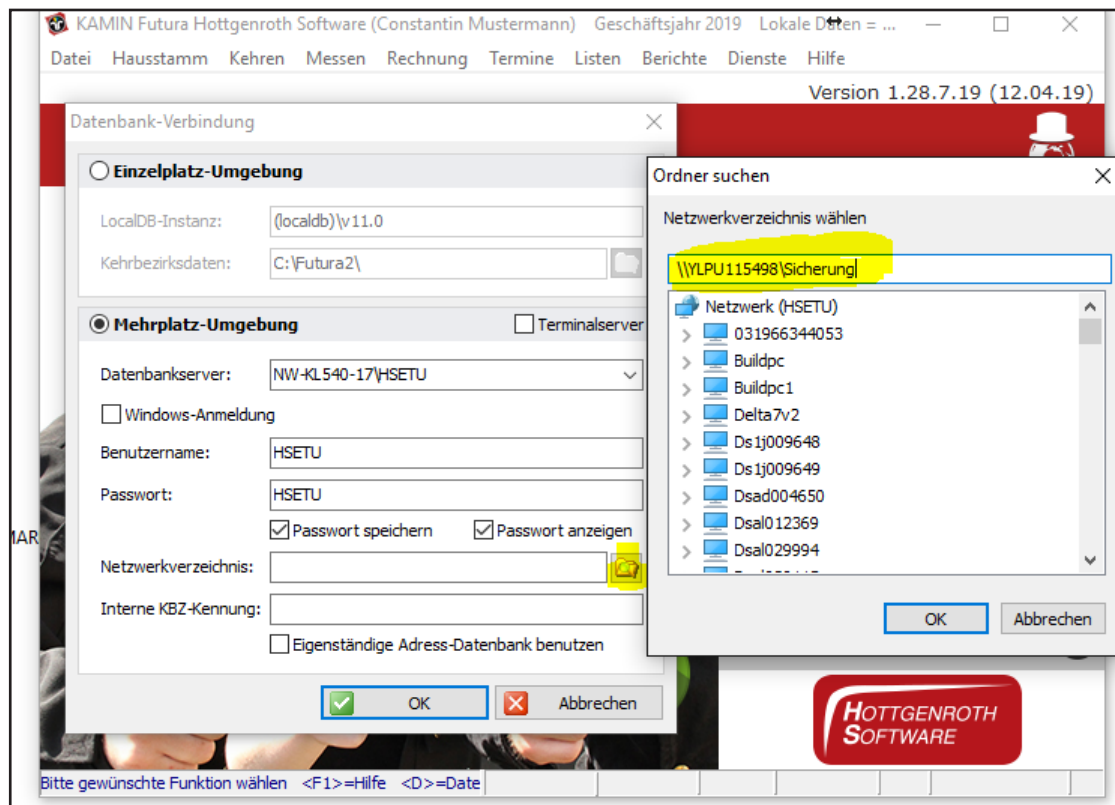 KAMIN Futura Hottgenroth Software (Constantin Mustermann) Geschäftsjahr 2019 Lokale Daten = ...
Datei Hausstamm Kehren Messen Rechnung Termine Listen Berichte Dienste Hilfe
Version 1.28.7.19 (12.04.19)
Datenbank-Verbindung
Einzelplatz-Umgebung
LocalDB-Instanz: (localdb)\v11.0
Kehrbezirksdaten: C:\Futura2\
Mehrplatz-Umgebung Terminalserver
Datenbankserver: NW-KL540-17\HSETU
Windows-Anmeldung
Benutzername: HSETU
Passwort: HSETU
Passwort speichern Passwort anzeigen
Netzwerkverzeichnis:
Interne KBZ-Kennung:
Eigenständige Adress-Datenbank benutzen
OK Abbrechen
Ordner suchen
Netzwerkverzeichnis wählen
\\YLPU115498\Sicherung
Netzwerk (HSETU)
031966344053
Buildpc
Buildpc1
Delta7v2
Ds1j009648
Ds1j009649
Dsad004650
Dsal012369
Dsal029994
OK Abbrechen
MAR
HOTTGENROTH
SOFTWARE
Bitte gewünschte Funktion wählen <F1>=Hilfe <D>=Date